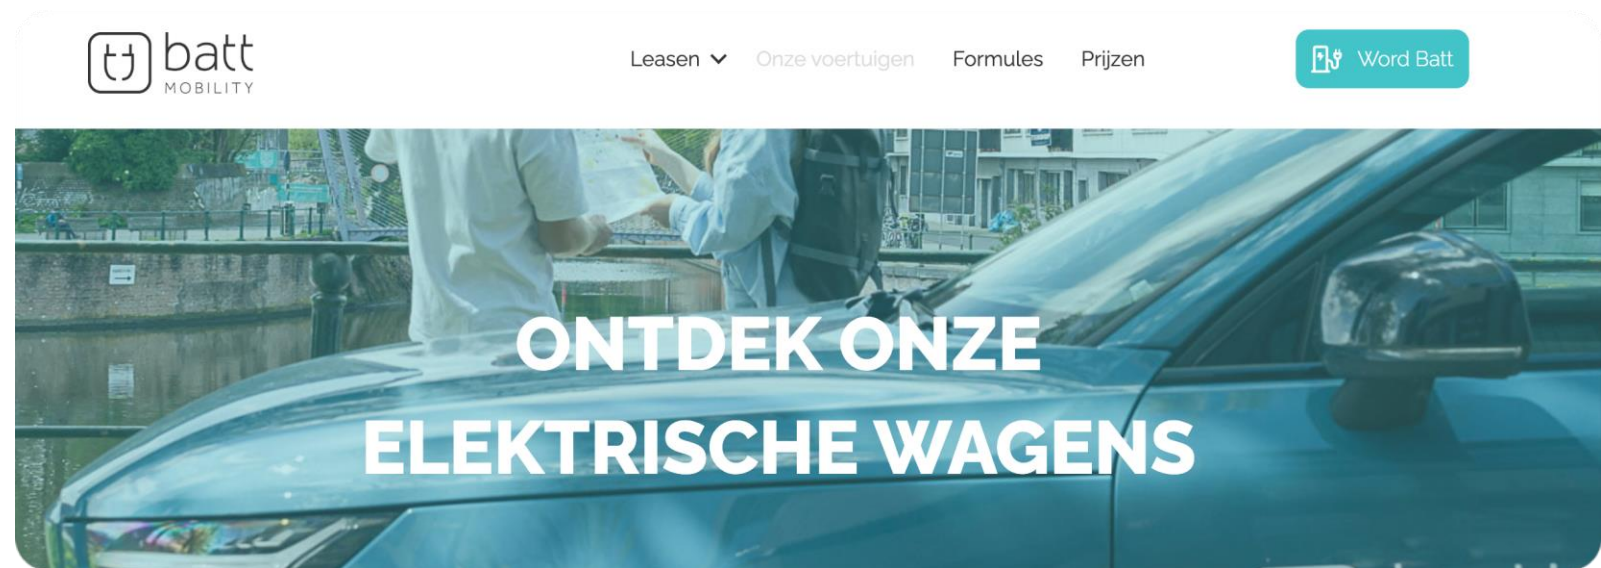 batt
MOBILITY
Leasen
Onze voertuigen
Formules
Prijzen
Word Batt
ONTDEK ONZE
ELEKTRISCHE WAGENS